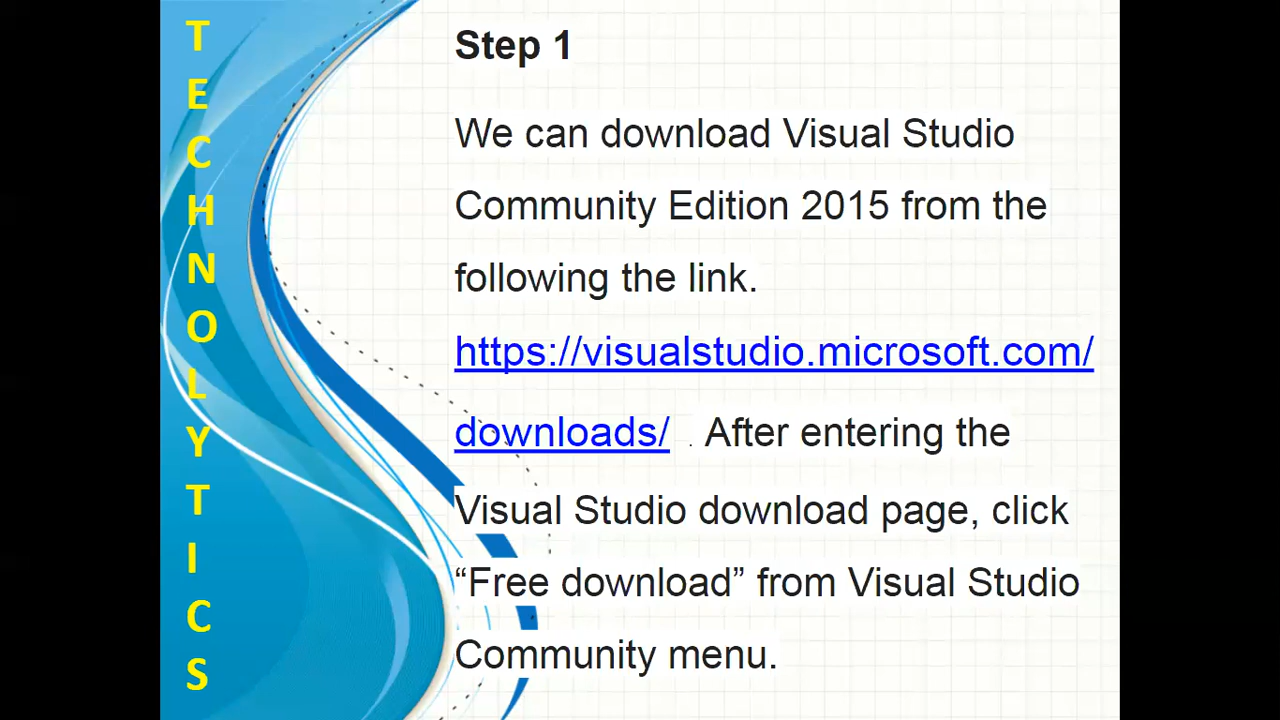 TECHNOLYTICS
Step 1
We can download Visual Studio
Community Edition 2015 from the
following the link.
https://visualstudio.microsoft.com/
downloads/ . After entering the
Visual Studio download page, click
“Free download” from Visual Studio
Community menu.